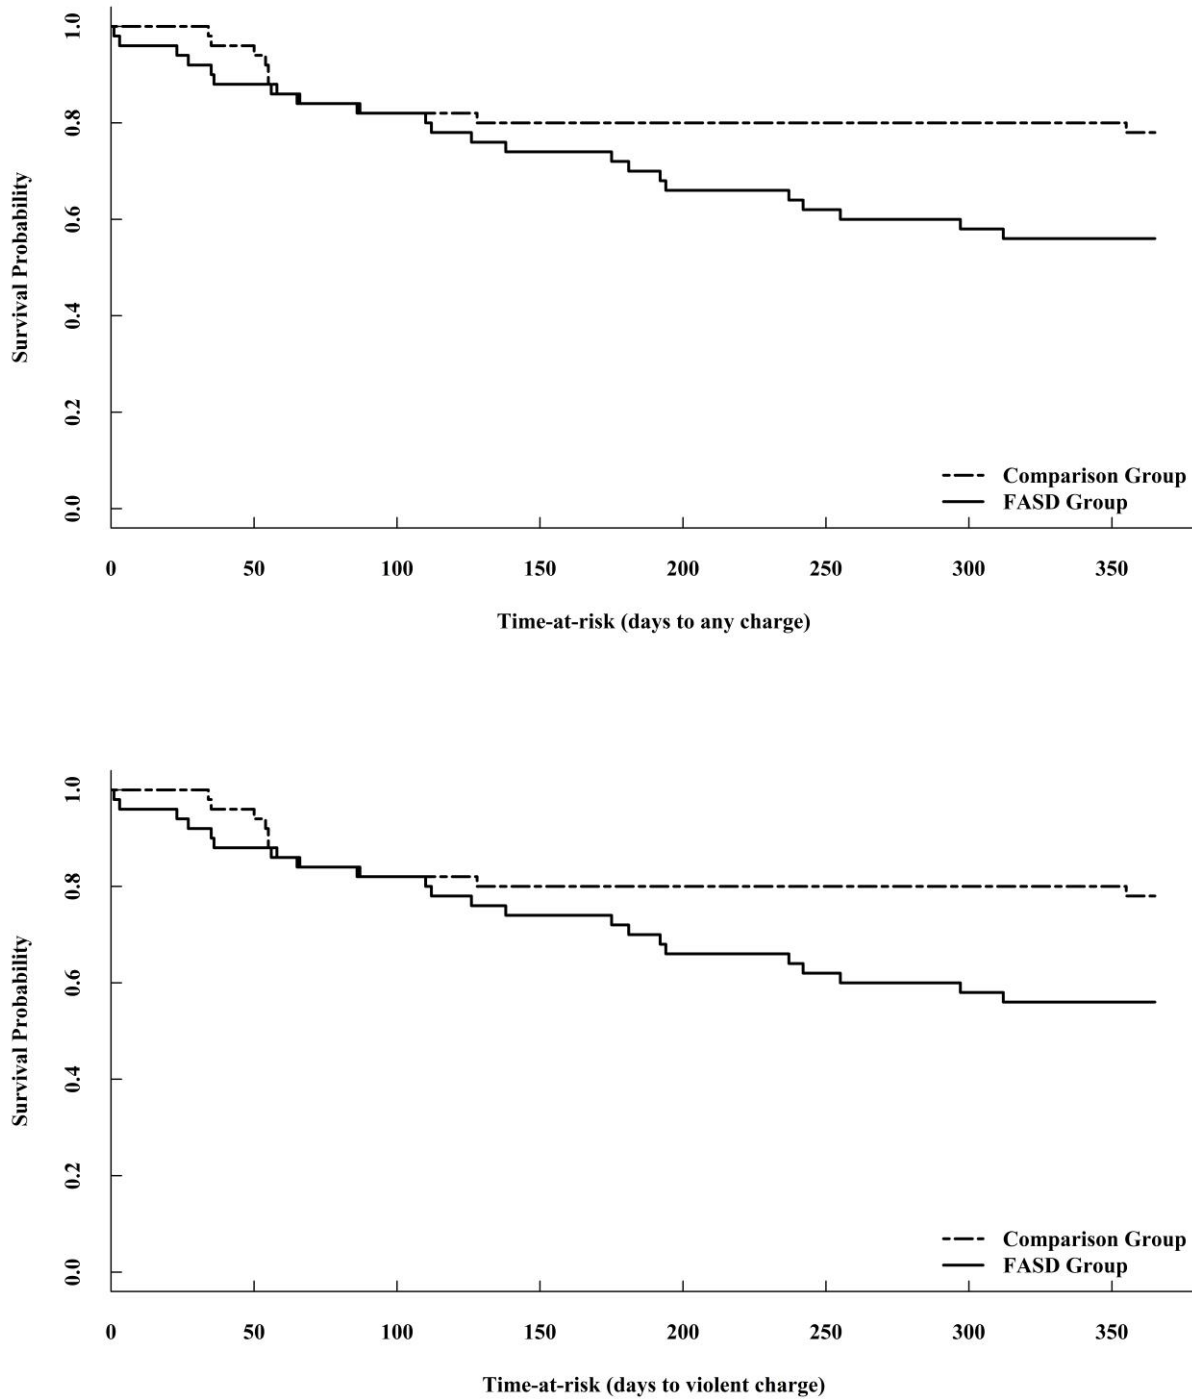 1.0
0.8
0.6
0.4
0.2
0.0
Survival Probability
Comparison Group
FASD Group
0 50 100 150 200 250 300 350
Time-at-risk (days to any charge)
1.0
0.8
0.6
0.4
0.2
0.0
Survival Probability
Comparison Group
FASD Group
0 50 100 150 200 250 300 350
Time-at-risk (days to violent charge)